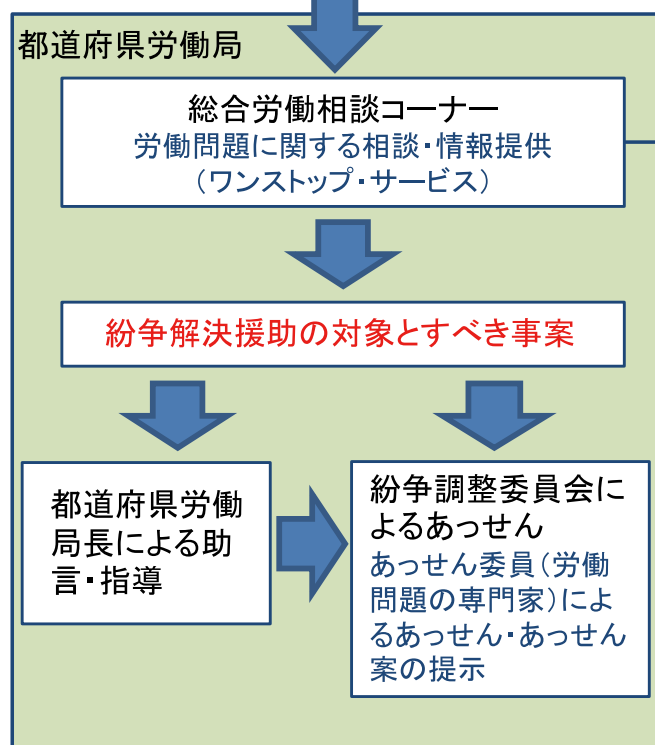 都道府県労働局
総合労働相談コーナー
労働問題に関する相談・情報提供
（ワンストップ・サービス）
紛争解決援助の対象とすべき事案
都道府県労働
局長による助
言・指導
紛争調整委員会に
よるあっせん
あっせん委員（労働
問題の専門家）によ
るあっせん・あっせん
案の提示